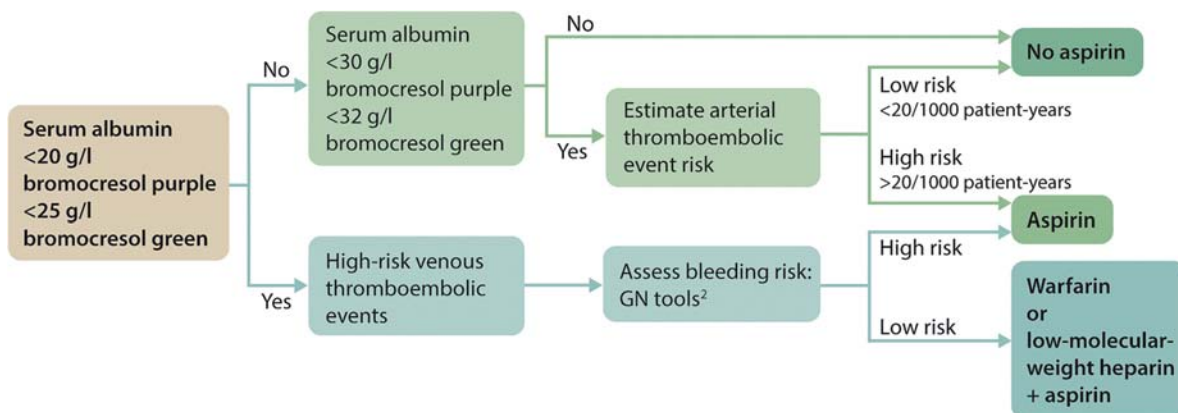 Serum albumin
<20 g/l
bromocresol purple
<25 g/l
bromocresol green
No
Yes
Serum albumin
<30 g/l
bromocresol purple
<32 g/l
bromocresol green
No
Yes
Estimate arterial
thromboembolic
event risk
No aspirin
Low risk
<20/1000 patient-years
High risk
>20/1000 patient-years
Aspirin
High-risk venous
thromboembolic
events
Assess bleeding risk:
GN tools²
High risk
Low risk
Warfarin
or
low-molecular-
weight heparin
+ aspirin